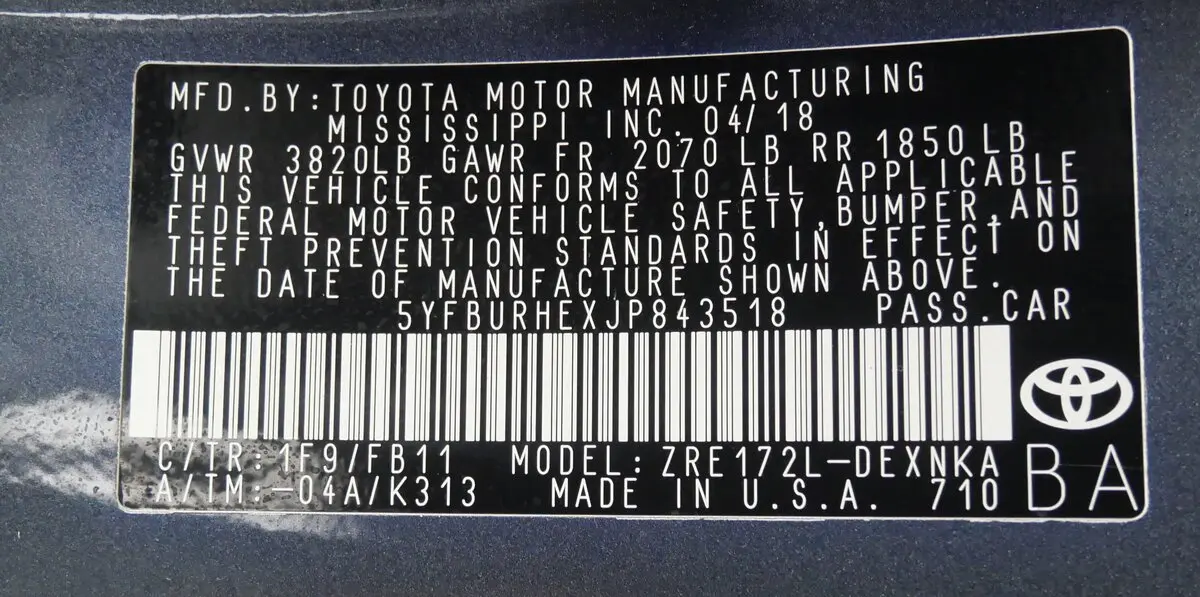 MFD.BY:TOYOTA MOTOR MANUFACTURING
MISSISSIPPI INC. 04/18
GVWR 3820LB GAWR FR 2070 LB RR 1850 LB
THIS VEHICLE CONFORMS TO ALL APPLICABLE
FEDERAL MOTOR VEHICLE SAFETY,BUMPER,AND
THEFT PREVENTION STANDARDS IN EFFECT ON
THE DATE OF MANUFACTURE SHOWN ABOVE.
5YFBURHEXJP843518 PASS.CAR
C/TR: 1F9/FB11 MODEL: ZRE172L-DEXNKA
A/TM:-04A/K313 MADE IN U.S.A. 710
BA